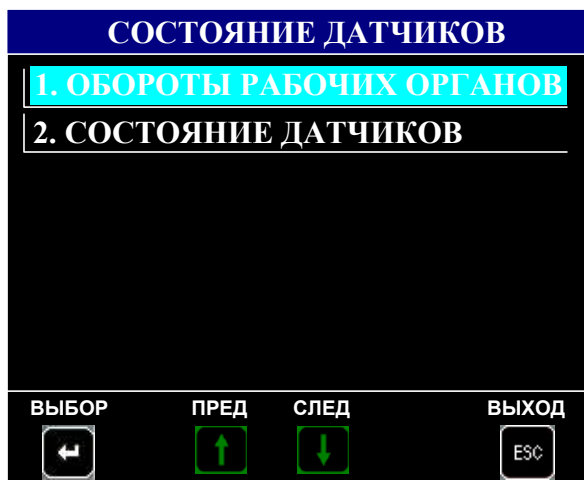 СОСТОЯНИЕ ДАТЧИКОВ
1. ОБОРОТЫ РАБОЧИХ ОРГАНОВ
2. СОСТОЯНИЕ ДАТЧИКОВ
ВЫБОР ПРЕД СЛЕД ВЫХОД
ESC